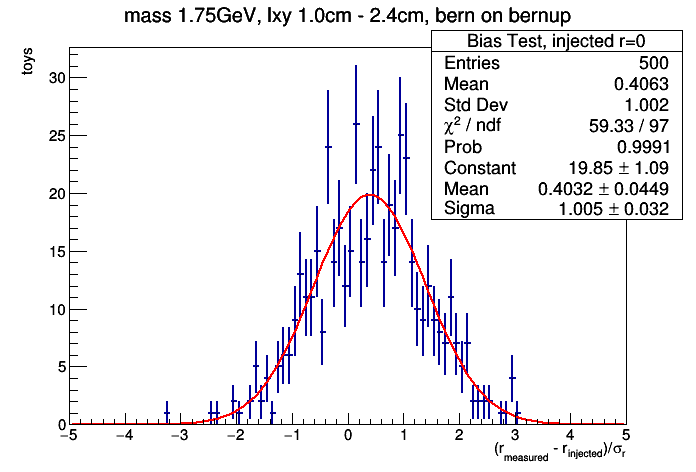 mass 1.75GeV, lxy 1.0cm - 2.4cm, bern on bernup
Bias Test, injected r=0
Entries 500
Mean 0.4063
Std Dev 1.002
χ² / ndf 59.33 / 97
Prob 0.9991
Constant 19.85 ± 1.09
Mean 0.4032 ± 0.0449
Sigma 1.005 ± 0.032
toys
30
25
20
15
10
5
0
−5 −4 −3 −2 −1 0 1 2 3 4 5
(r_measured - r_injected)/σ_r